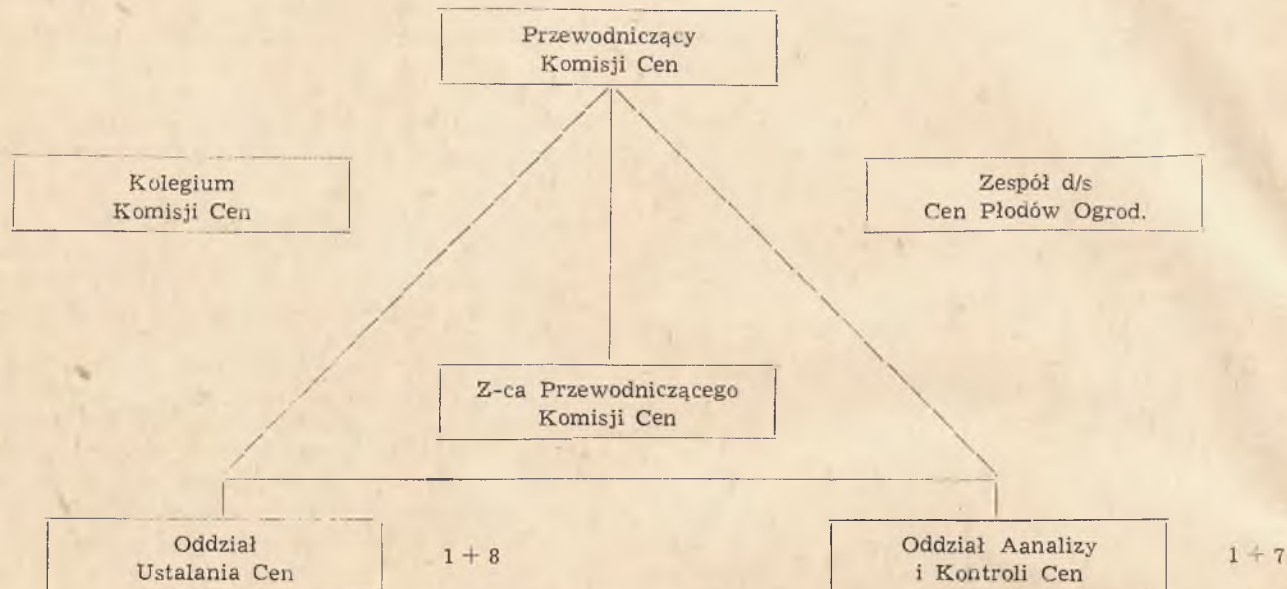 Przewodniczący
Komisji Cen
Kolegium
Komisji Cen
Zespół d/s
Cen Płodów Ogrod.
Z-ca Przewodniczącego
Komisji Cen
Oddział
Ustalania Cen
1 + 8
Oddział Aanalizy
i Kontroli Cen
1 + 7